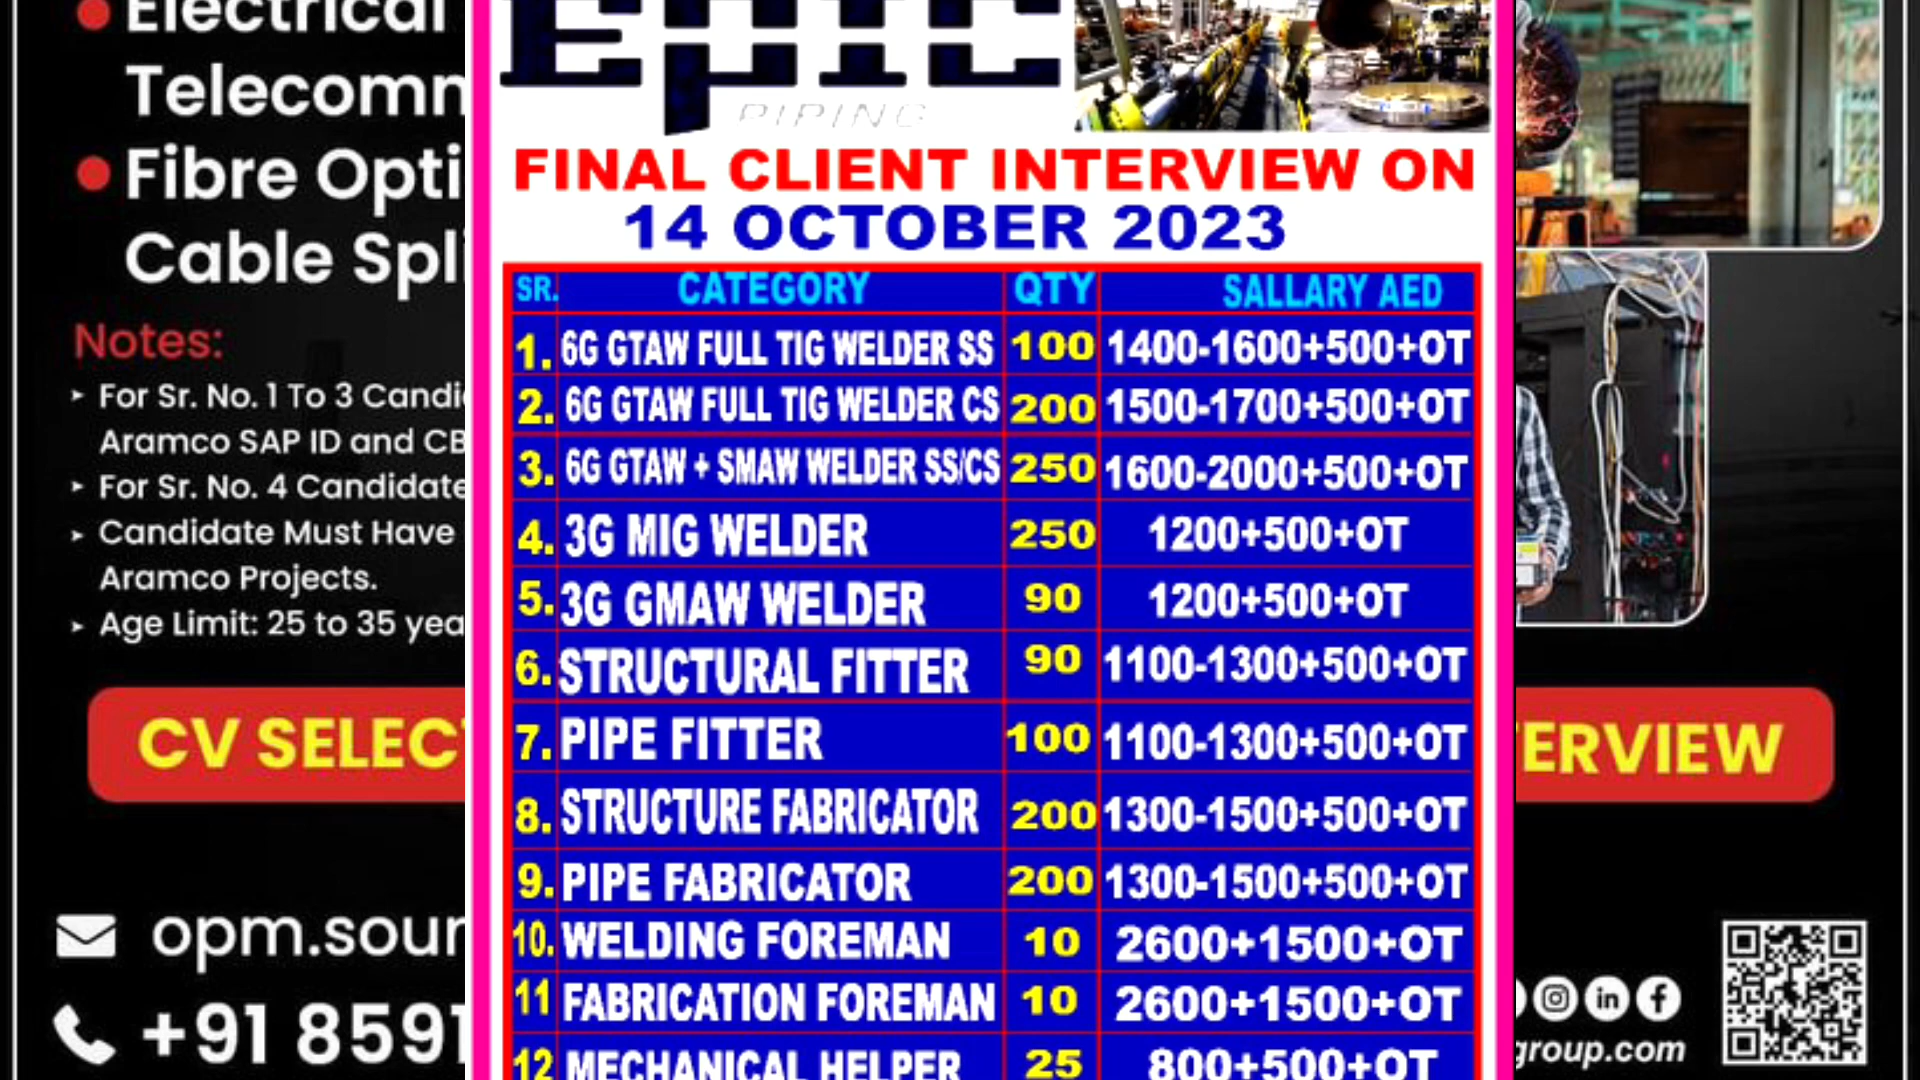 Electrical
Telecomm
Fibre Opti
Cable Spli
Notes:
For Sr. No. 1 To 3 Candi
Aramco SAP ID and CB
For Sr. No. 4 Candidate
Candidate Must Have
Aramco Projects.
Age Limit: 25 to 35 yea
CV SELEC
opm.sour
+91 8591
EPIC
PIPING
FINAL CLIENT INTERVIEW ON
14 OCTOBER 2023
SR. CATEGORY QTY SALLARY AED
1. 6G GTAW FULL TIG WELDER SS 100 1400-1600+500+OT
2. 6G GTAW FULL TIG WELDER CS 200 1500-1700+500+OT
3. 6G GTAW + SMAW WELDER SS/CS 250 1600-2000+500+OT
4. 3G MIG WELDER 250 1200+500+OT
5. 3G GMAW WELDER 90 1200+500+OT
6. STRUCTURAL FITTER 90 1100-1300+500+OT
7. PIPE FITTER 100 1100-1300+500+OT
8. STRUCTURE FABRICATOR 200 1300-1500+500+OT
9. PIPE FABRICATOR 200 1300-1500+500+OT
10. WELDING FOREMAN 10 2600+1500+OT
11 FABRICATION FOREMAN 10 2600+1500+OT
12 MECHANICAL HELPER 25 800+500+OT
ERVIEW
group.com